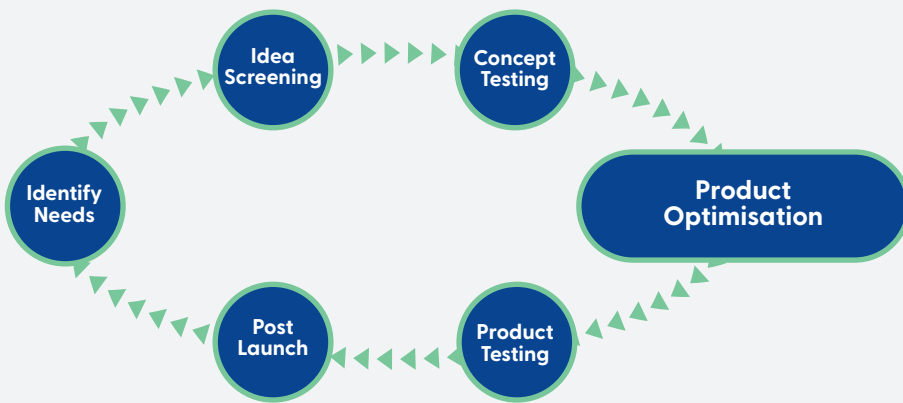 Idea
Screening
Concept
Testing
Identify
Needs
Product
Optimisation
Post
Launch
Product
Testing